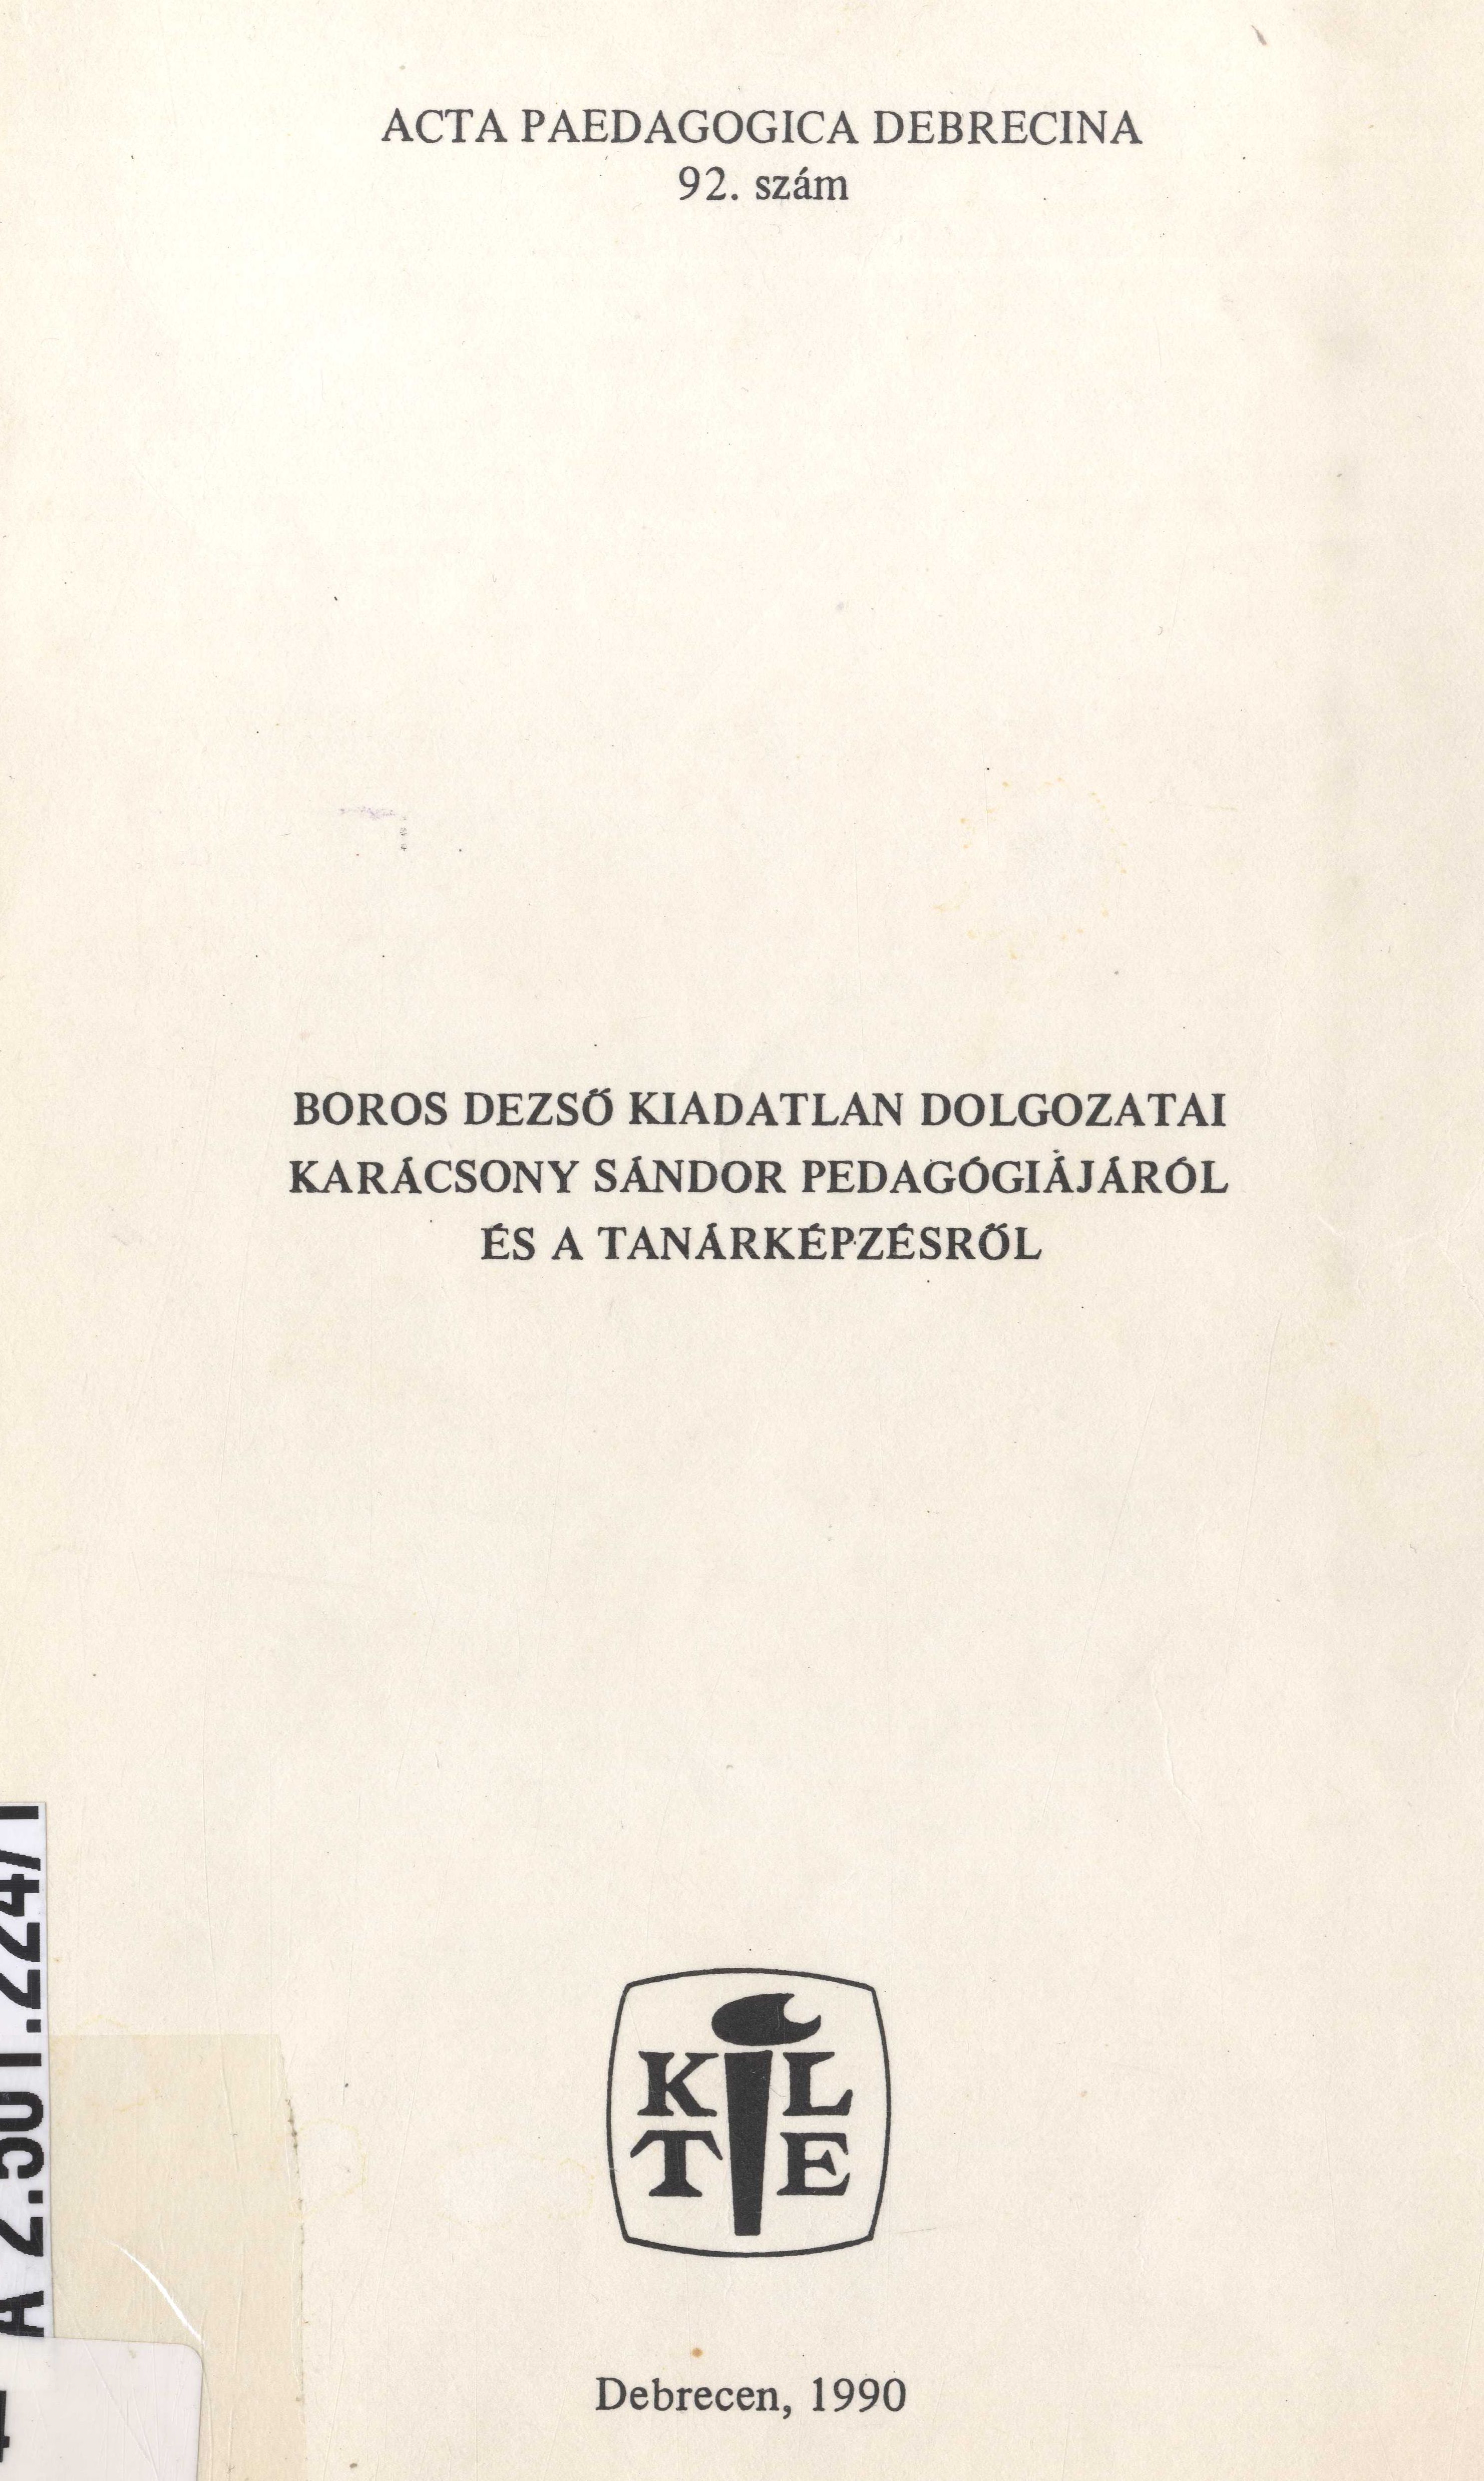 ACTA PAEDAGOGICA DEBRECINA
92. szám
BOROS DEZSŐ KIADATLAN DOLGOZATAI
KARÁCSONY SÁNDOR PEDAGÓGIÁJÁRÓL
ÉS A TANÁRKÉPZÉSRŐL
K L
T E
Debrecen, 1990